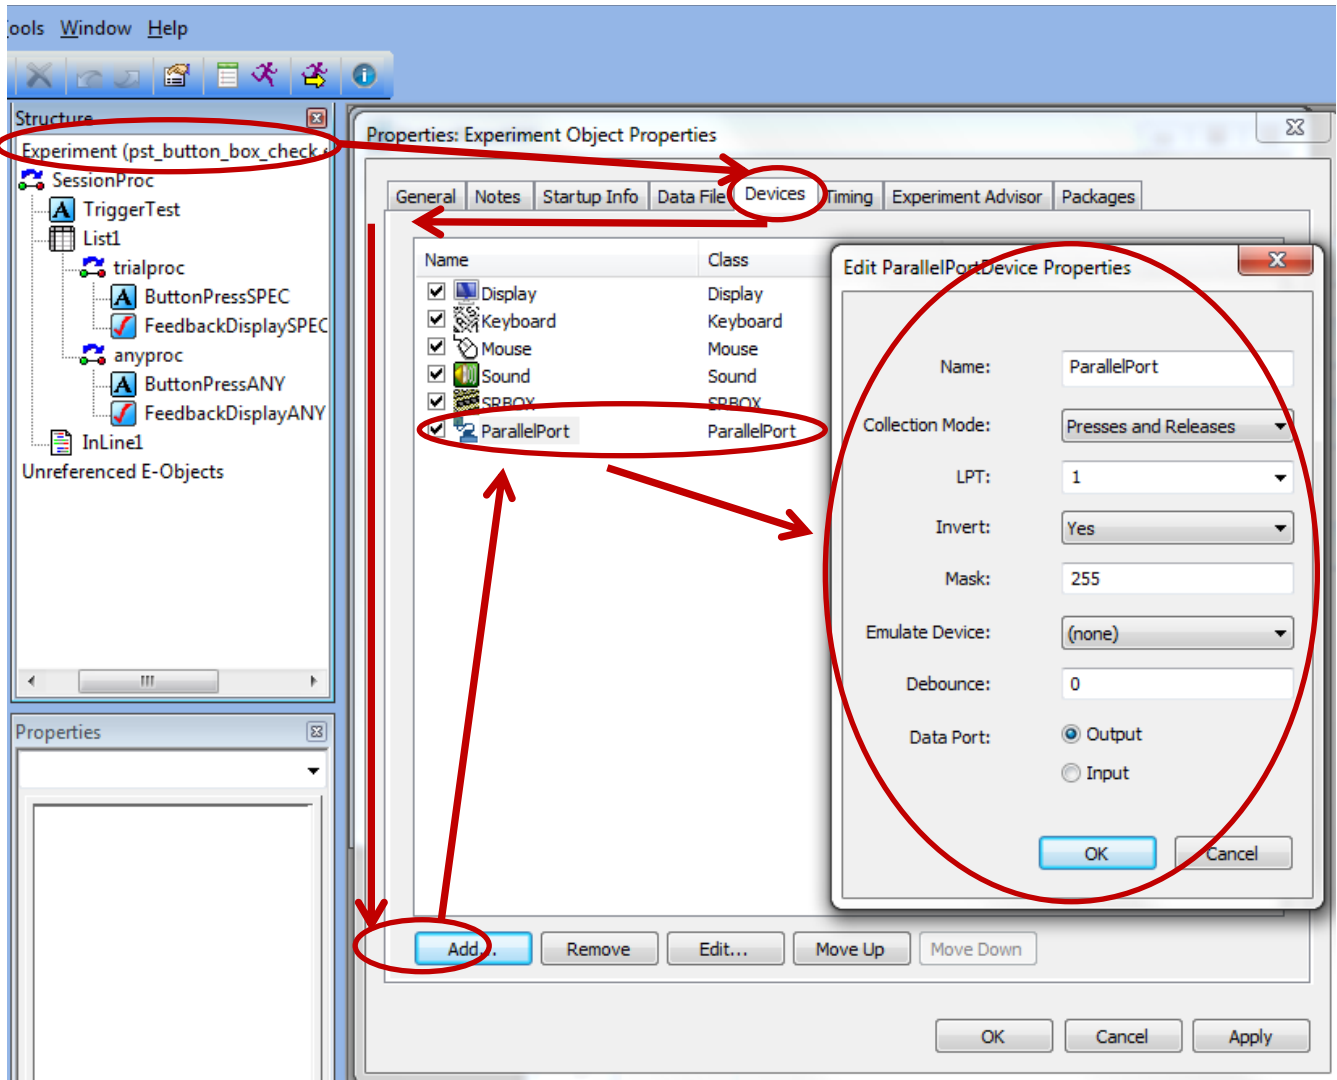 ools Window Help
Structure
Experiment (pst_button_box_check
SessionProc
TriggerTest
List1
trialproc
ButtonPressSPEC
FeedbackDisplaySPEC
anyproc
ButtonPressANY
FeedbackDisplayANY
InLine1
Unreferenced E-Objects
Properties
Properties: Experiment Object Properties
General Notes Startup Info Data File Devices Timing Experiment Advisor Packages
Name Class
Display Display
Keyboard Keyboard
Mouse Mouse
Sound Sound
SRBOX SRBOX
ParallelPort ParallelPort
Add... Remove Edit... Move Up Move Down
OK Cancel Apply
Edit ParallelPortDevice Properties
Name: ParallelPort
Collection Mode: Presses and Releases
LPT: 1
Invert: Yes
Mask: 255
Emulate Device: (none)
Debounce: 0
Data Port: Output
Input
OK Cancel